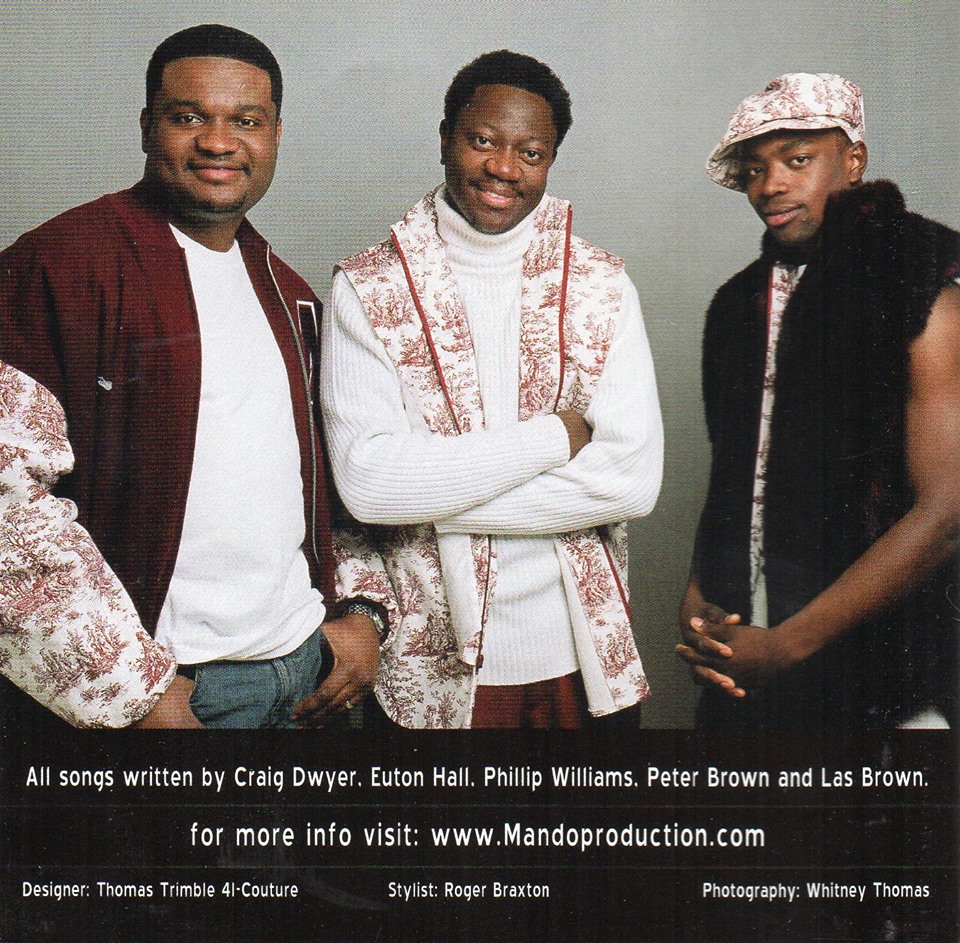 All songs written by Craig Dwyer, Euton Hall, Phillip Williams, Peter Brown and Las Brown.
for more info visit: www.Mandoproduction.com
Designer: Thomas Trimble 4I-Couture Stylist: Roger Braxton Photography: Whitney Thomas